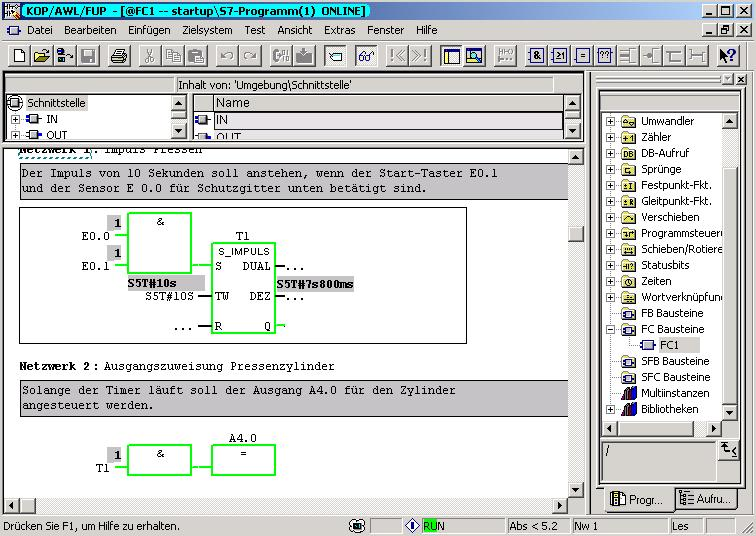 KOP/AWL/FUP - [@FC1 -- startup\S7-Programm(1) ONLINE]
Datei Bearbeiten Einfügen Zielsystem Test Ansicht Extras Fenster Hilfe
Inhalt von: 'Umgebung\Schnittstelle'
Schnittstelle
IN
OUT
Name
IN
OUT
Netzwerk 1: Impuls Pressen
Der Impuls von 10 Sekunden soll anstehen, wenn der Start-Taster E0.1
und der Sensor E 0.0 für Schutzgitter unten betätigt sind.
1
&
E0.0
1
T1
E0.1
S_IMPULS
S DUAL ...
S5T#10s
S5T#7s800ms
S5T#10S
TW DEZ ...
... R Q
Netzwerk 2: Ausgangszuweisung Pressenzylinder
Solange der Timer läuft soll der Ausgang A4.0 für den Zylinder
angesteuert werden.
A4.0
1
& =
T1
Umwandler
Zähler
DB-Aufruf
Sprünge
Festpunkt-Fkt.
Gleitpunkt-Fkt.
Verschieben
Programmsteuer
Schieben/Rotiere
Statusbits
Zeiten
Wortverknüpfun
FB Bausteine
FC Bausteine
FC1
SFB Bausteine
SFC Bausteine
Multiinstanzen
Bibliotheken
/
Progr... Aufru...
Drücken Sie F1, um Hilfe zu erhalten.
RUN
Abs < 5.2
Nw 1
Les